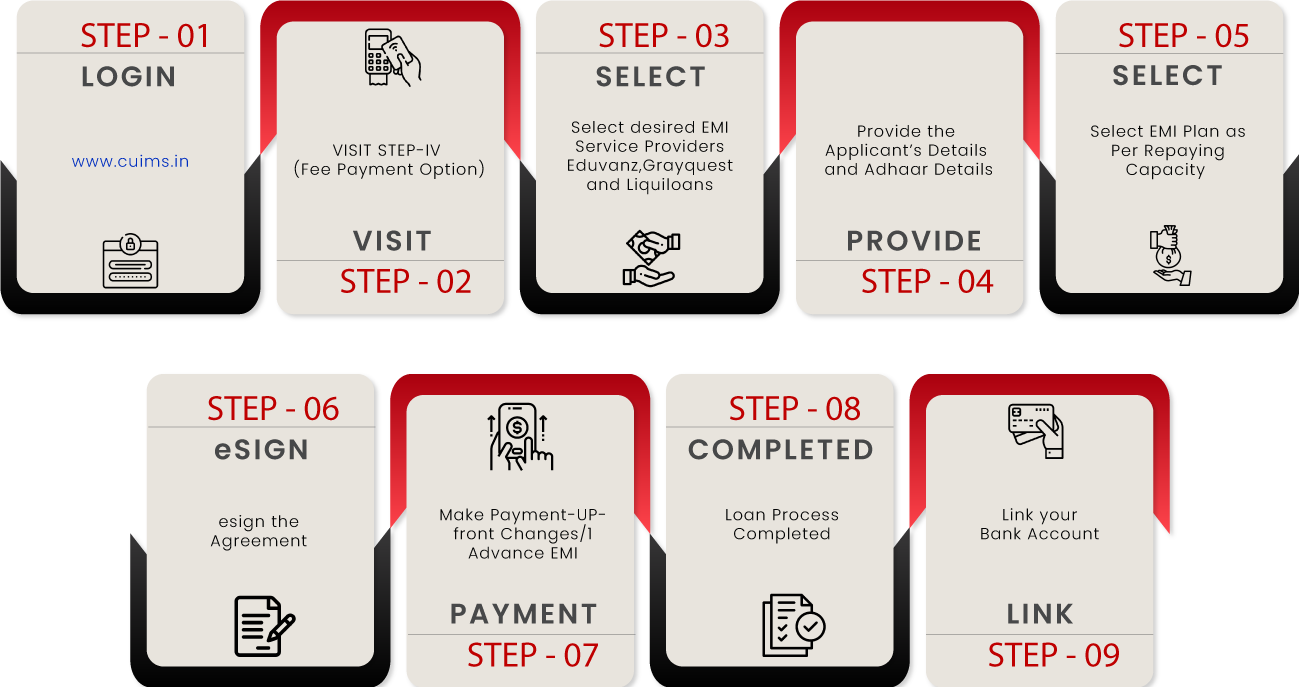 STEP - 01
LOGIN
www.cuims.in
VISIT STEP-IV
(Fee Payment Option)
VISIT
STEP - 02
STEP - 03
SELECT
Select desired EMI
Service Providers
Eduvanz,Grayquest
and Liquiloans
Provide the
Applicant's Details
and Adhaar Details
PROVIDE
STEP - 04
STEP - 05
SELECT
Select EMI Plan as
Per Repaying
Capacity
STEP - 06
eSIGN
esign the
Agreement
Make Payment-UP-
front Changes/1
Advance EMI
PAYMENT
STEP - 07
STEP - 08
COMPLETED
Loan Process
Completed
Link your
Bank Account
LINK
STEP - 09